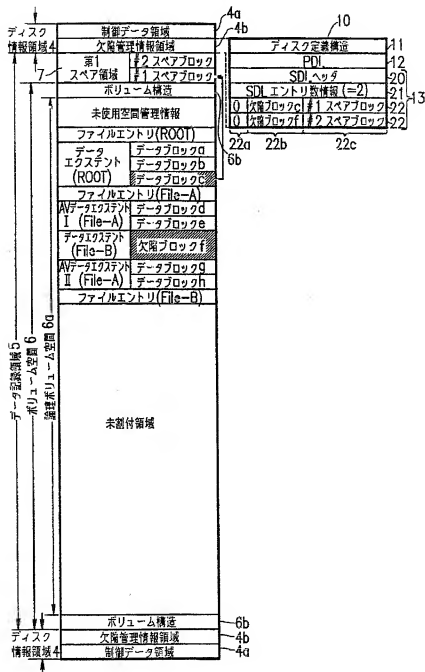 ディスク
情報領域4
制御データ領域
4a
欠陥管理情報領域
4b
7
第1
スペア領域
#2 スペアブロック
#1 スペアブロック
ボリューム構造
6b
未使用空間管理情報
ファイルエントリ(ROOT)
データ
エクステント
(ROOT)
データブロックa
データブロックb
データブロックc
ファイルエントリ(File-A)
AVデータエクステント
I (File-A)
データブロックd
データブロックe
データエクステント
(File-B)
欠陥ブロックf
AVデータエクステント
II (File-A)
データブロックg
データブロックh
ファイルエントリ(File-B)
未割付領域
データ記録領域5
ボリューム空間6
論理ボリューム空間6a
ボリューム構造
6b
ディスク
情報領域4
欠陥管理情報領域
4b
制御データ領域
4a
10
ディスク定義構造
11
PDL
12
SDLヘッダ
20
SDLエントリ数情報(=2)
21
13
0 欠陥ブロックc #1 スペアブロック
22
0 欠陥ブロックf #2 スペアブロック
22
22a
22b
22c